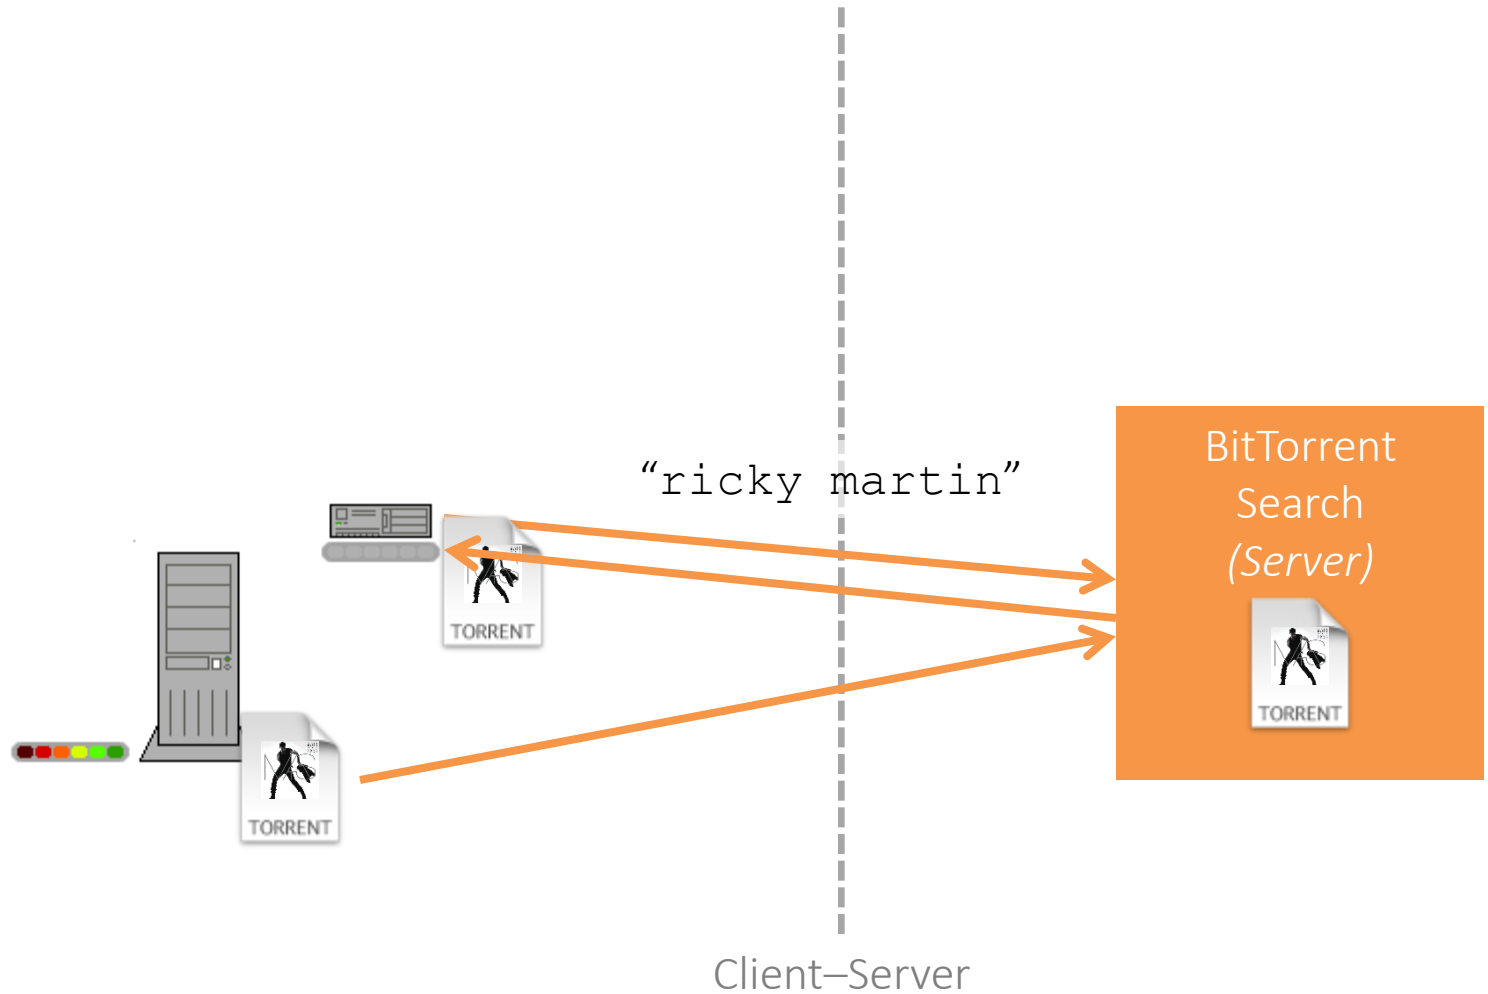 “ricky martin”
BitTorrent
Search
(Server)
TORRENT
TORRENT
TORRENT
Client–Server